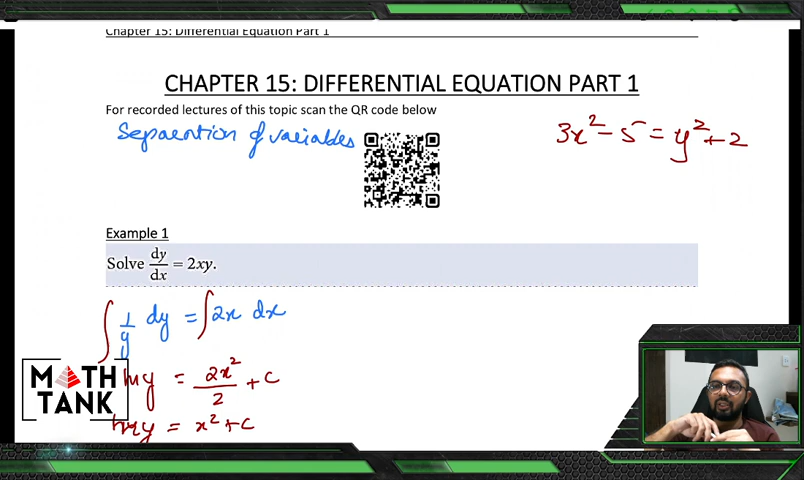 Chapter 15: Differential Equation Part 1
CHAPTER 15: DIFFERENTIAL EQUATION PART 1
For recorded lectures of this topic scan the QR code below
Separation of variables
3x² - 5 = y² + 2
Example 1
Solve dy/dx = 2xy.
∫ 1/y dy = ∫ 2x dx
ln y = 2x²/2 + c
ln y = x² + c
MATH
TANK